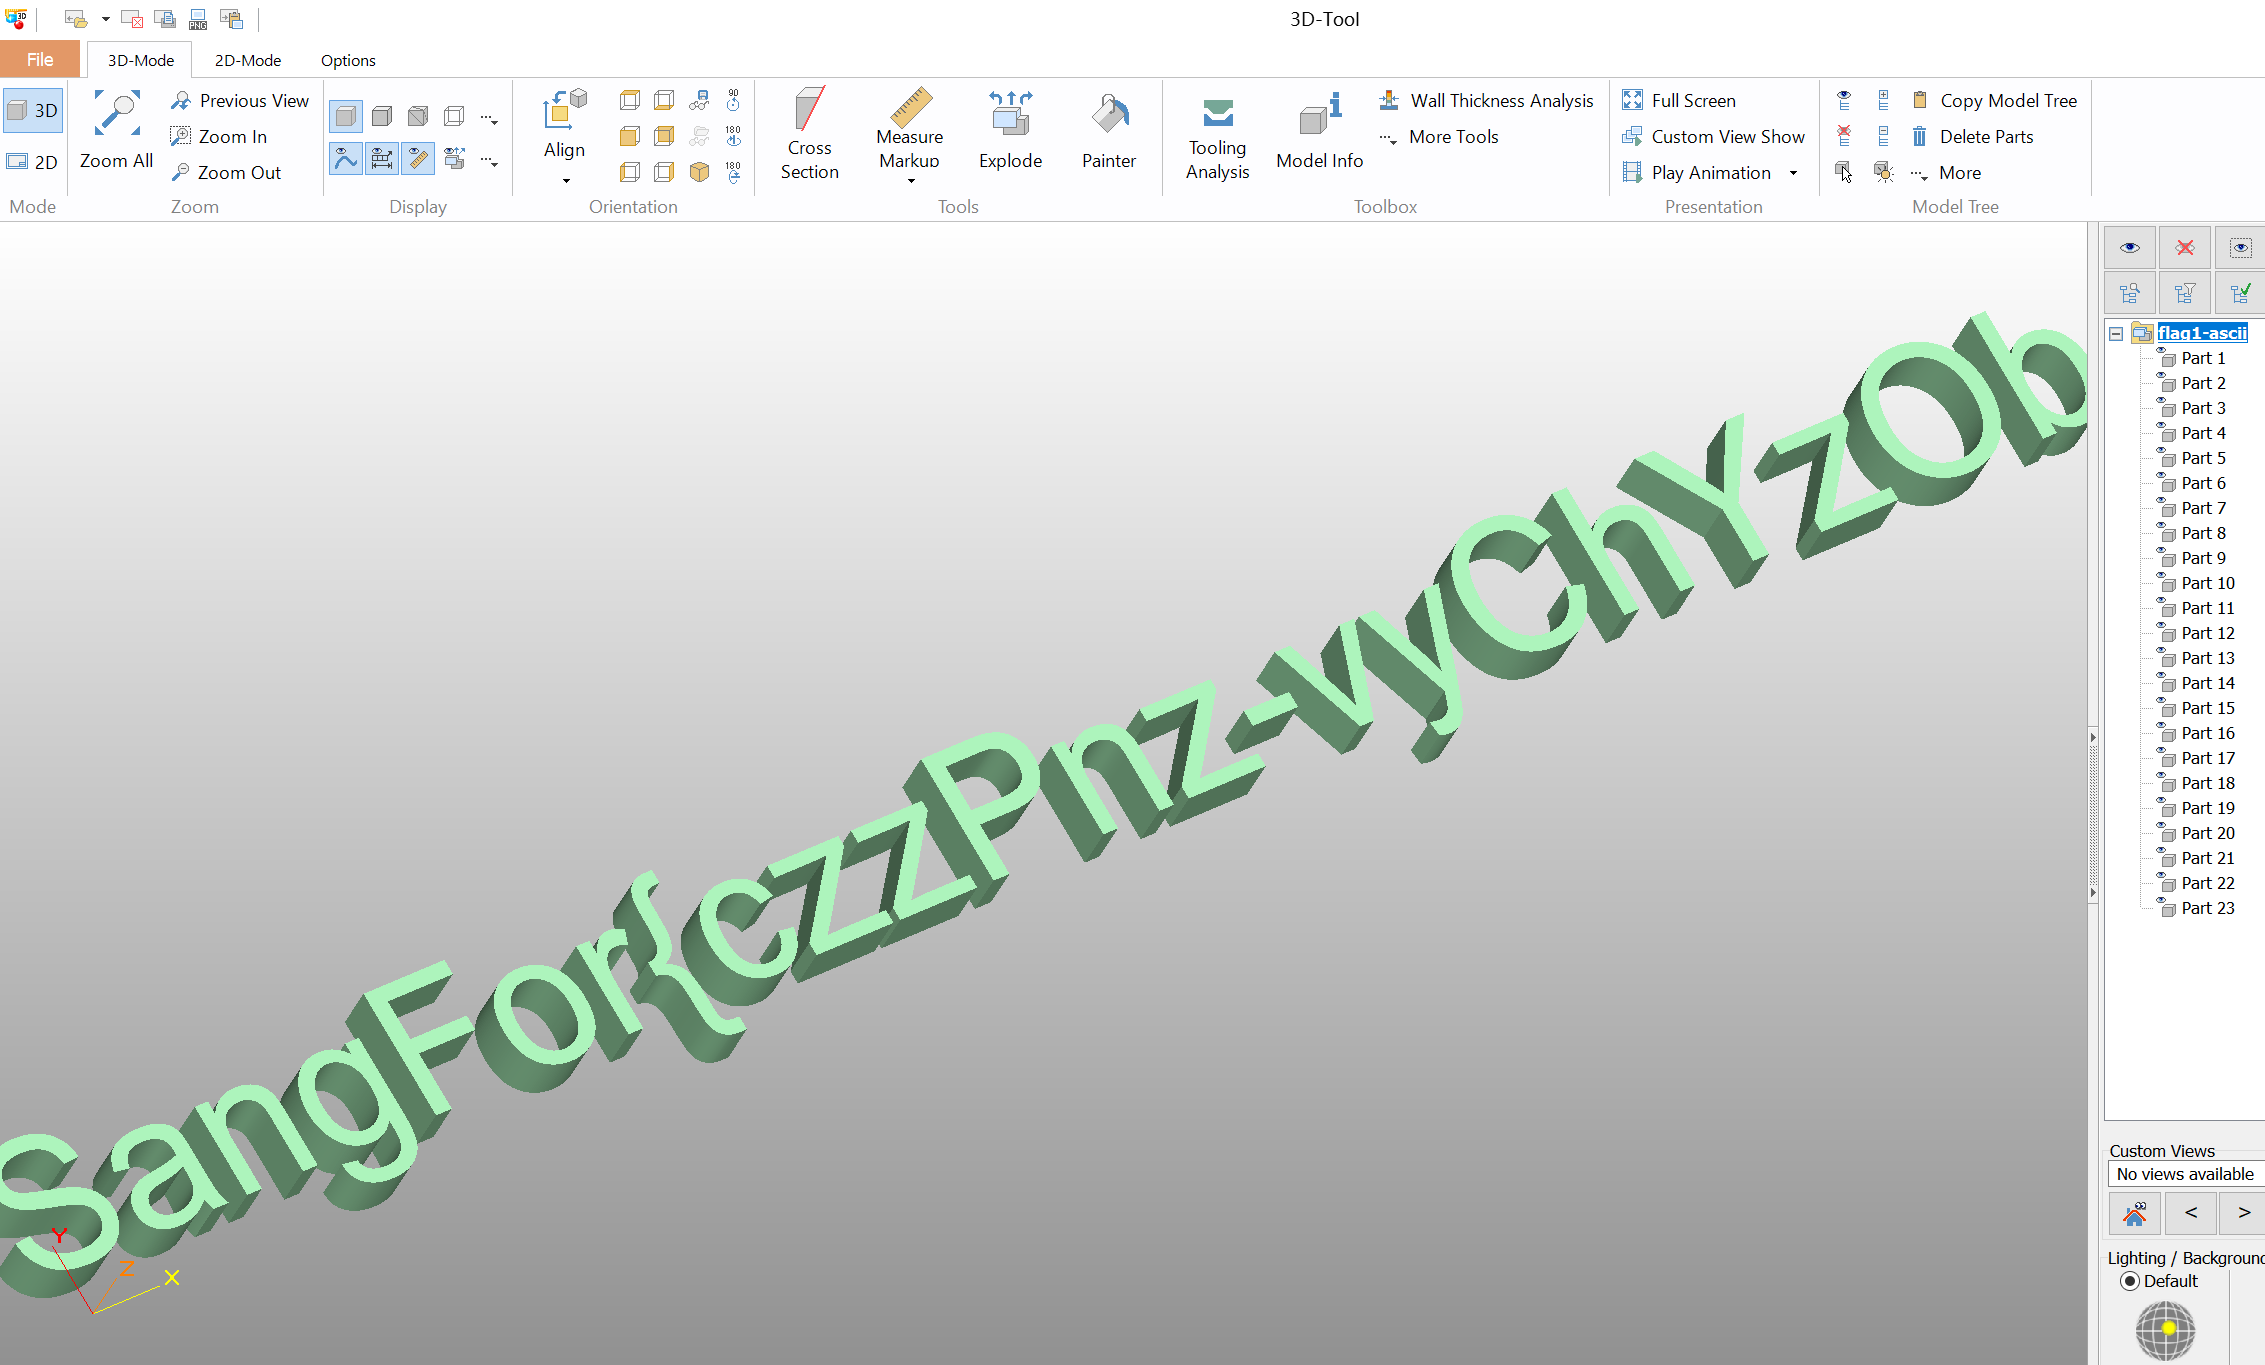 3D-Tool
File
3D-Mode
2D-Mode
Options
3D
2D
Mode
Zoom All
Previous View
Zoom In
Zoom Out
Zoom
Display
Align
90
180
180
Orientation
Cross Section
Measure Markup
Explode
Painter
Tools
Tooling Analysis
Model Info
Wall Thickness Analysis
More Tools
Toolbox
Full Screen
Custom View Show
Play Animation
Presentation
Copy Model Tree
Delete Parts
More
Model Tree
SangFor{czzPnz-vyChYzOb
Y
Z
X
flag1-ascii
Part 1
Part 2
Part 3
Part 4
Part 5
Part 6
Part 7
Part 8
Part 9
Part 10
Part 11
Part 12
Part 13
Part 14
Part 15
Part 16
Part 17
Part 18
Part 19
Part 20
Part 21
Part 22
Part 23
Custom Views
No views available
<
>
Lighting / Background
Default